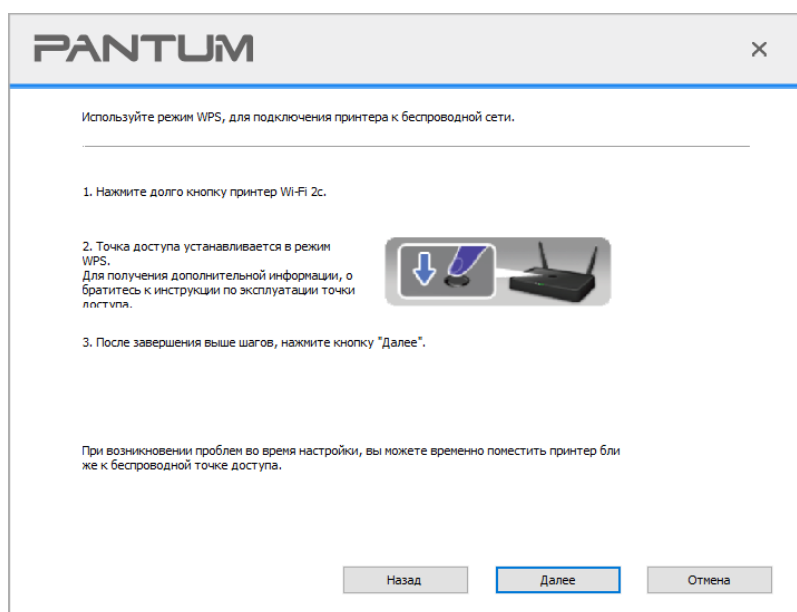 PANTUM
Используйте режим WPS, для подключения принтера к беспроводной сети.
1. Нажмите долго кнопку принтер Wi-Fi 2с.
2. Точка доступа устанавливается в режим
WPS.
Для получения дополнительной информации, о
братитесь к инструкции по эксплуатации точки
доступа.
3. После завершения выше шагов, нажмите кнопку "Далее".
При возникновении проблем во время настройки, вы можете временно поместить принтер бли
же к беспроводной точке доступа.
Назад
Далее
Отмена